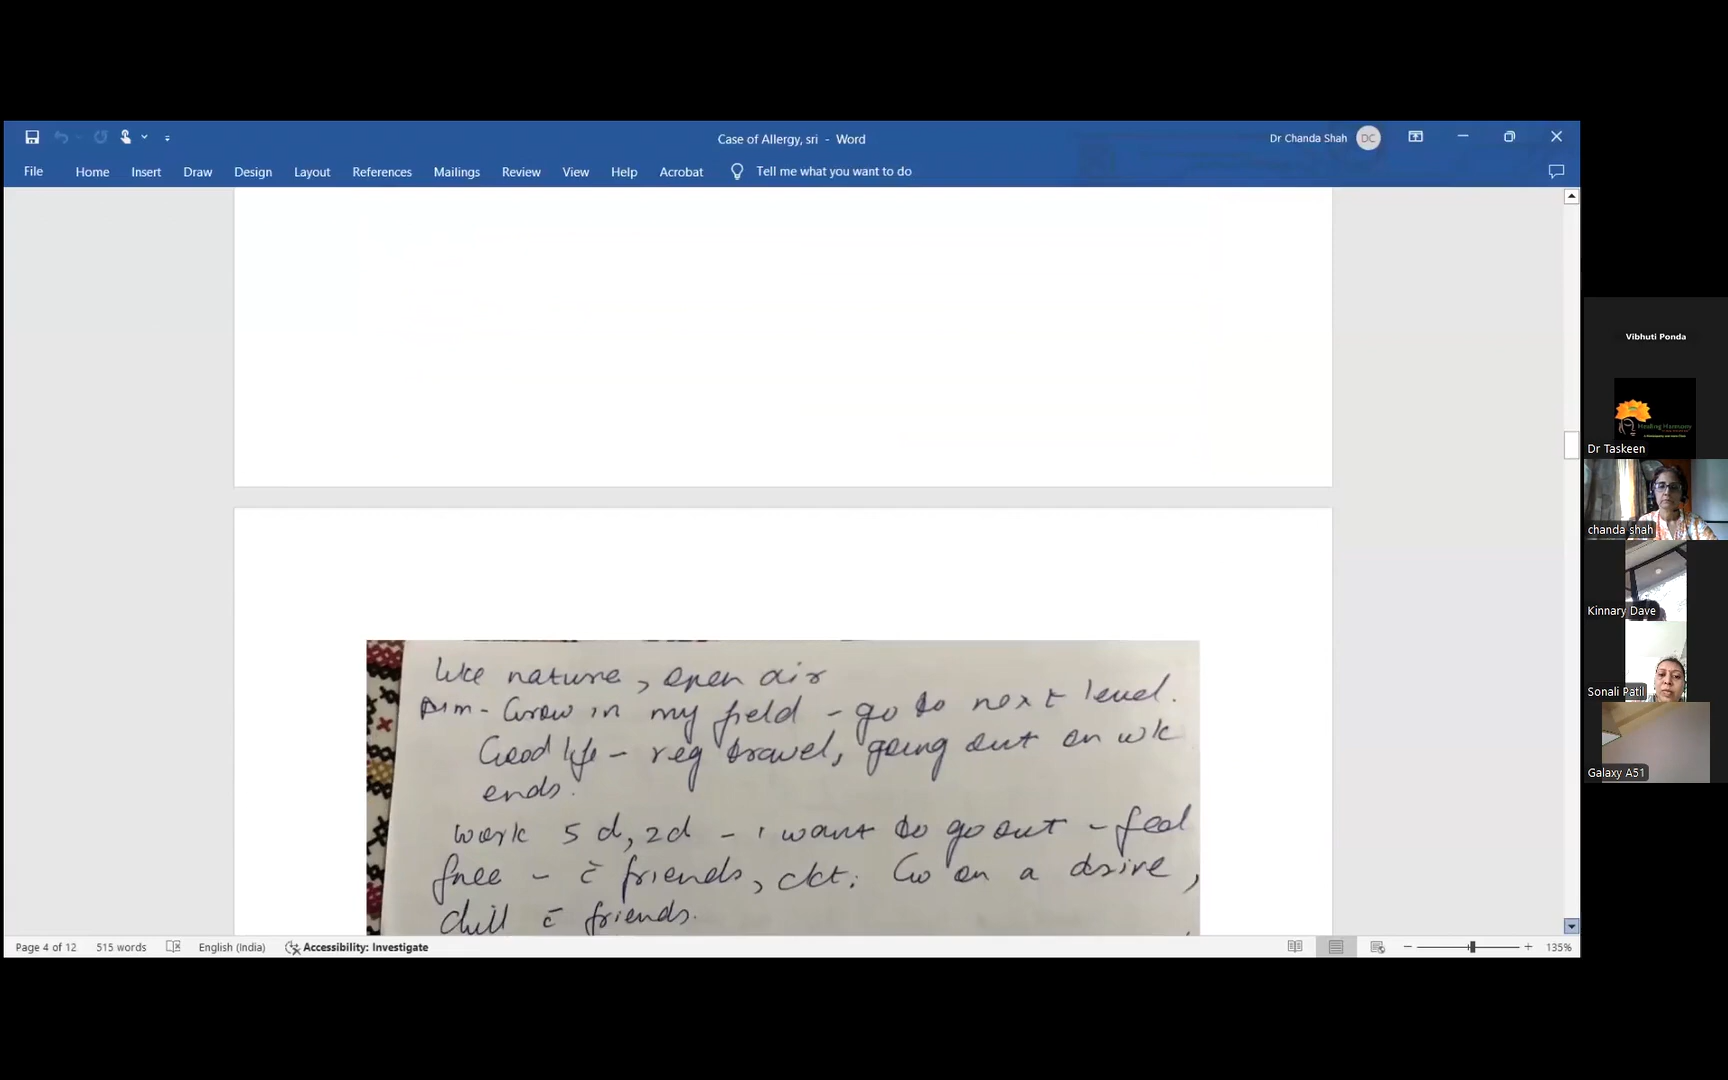 Case of Allergy, sri - Word
Dr Chanda Shah
DC
File Home Insert Draw Design Layout References Mailings Review View Help Acrobat Tell me what you want to do
Like nature, open air
Aim - Grow in my field - go to next level.
Good life - reg travel, going out on wk
ends.
work 5 d, 2d - I want to go out - feel
free - c̄ friends, ckt. Go on a drive,
chill c̄ friends.
Page 4 of 12 515 words English (India) Accessibility: Investigate
135%
Vibhuti Ponda
Healing Harmony
Dr Taskeen
chanda shah
Kinnary Dave
Sonali Patil
Galaxy A51